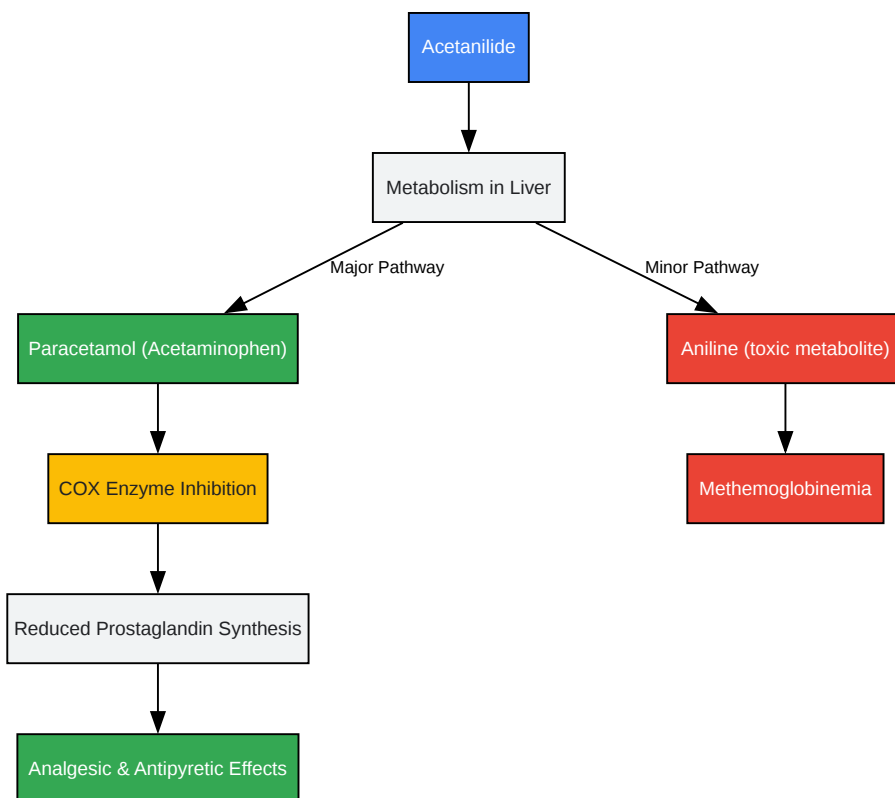 Acetanilide
Metabolism in Liver
Major Pathway
Minor Pathway
Paracetamol (Acetaminophen)
Aniline (toxic metabolite)
COX Enzyme Inhibition
Methemoglobinemia
Reduced Prostaglandin Synthesis
Analgesic & Antipyretic Effects